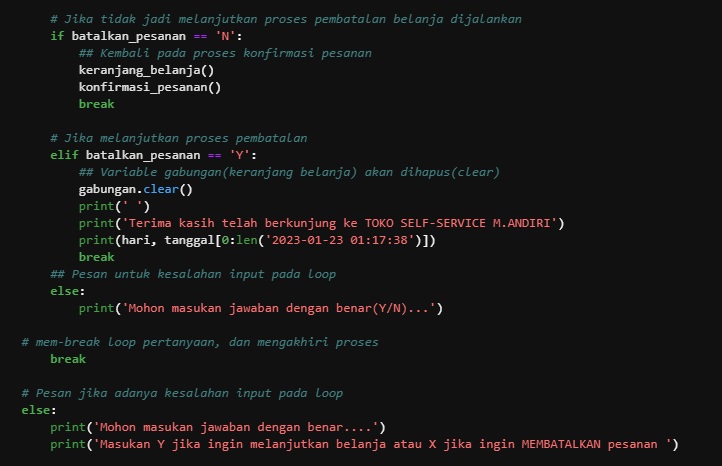 # Jika tidak jadi melanjutkan proses pembatalan belanja dijalankan
if batalkan_pesanan == 'N':
## Kembali pada proses konfirmasi pesanan
keranjang_belanja()
konfirmasi_pesanan()
break
# Jika melanjutkan proses pembatalan
elif batalkan_pesanan == 'Y':
## Variable gabungan(keranjang belanja) akan dihapus(clear)
gabungan.clear()
print(' ')
print('Terima kasih telah berkunjung ke TOKO SELF-SERVICE M.ANDIRI')
print(hari, tanggal[0:len('2023-01-23 01:17:38')])
break
## Pesan untuk kesalahan input pada loop
else:
print('Mohon masukan jawaban dengan benar(Y/N)...')
# mem-break loop pertanyaan, dan mengakhiri proses
break
# Pesan jika adanya kesalahan input pada loop
else:
print('Mohon masukan jawaban dengan benar....')
print('Masukan Y jika ingin melanjutkan belanja atau X jika ingin MEMBATALKAN pesanan ')